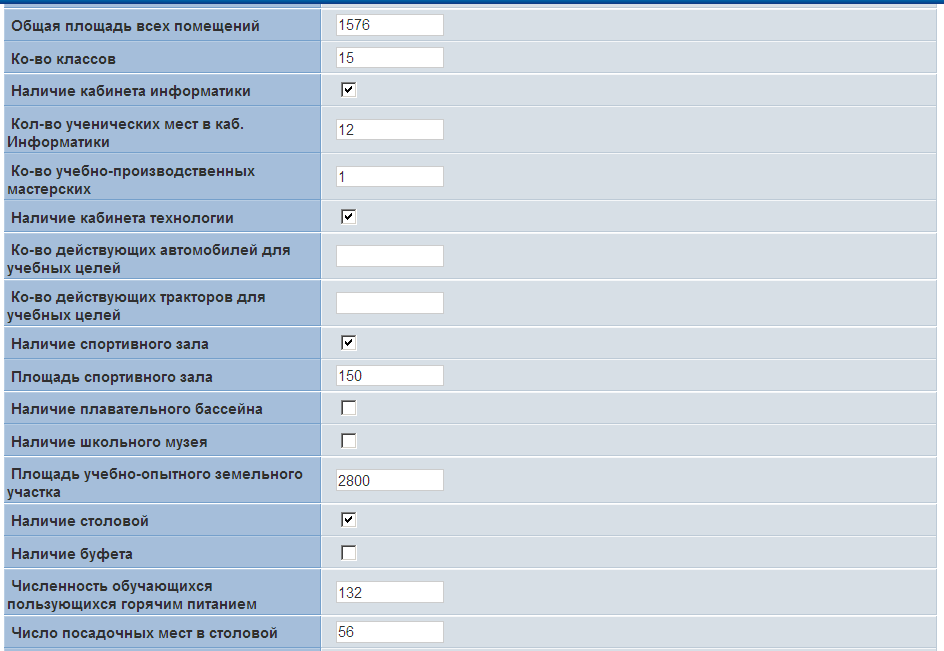 Общая площадь всех помещений 1576
Ко-во классов 15
Наличие кабинета информатики
Кол-во ученических мест в каб.
Информатики 12
Ко-во учебно-производственных
мастерских 1
Наличие кабинета технологии
Ко-во действующих автомобилей для
учебных целей
Ко-во действующих тракторов для
учебных целей
Наличие спортивного зала
Площадь спортивного зала 150
Наличие плавательного бассейна
Наличие школьного музея
Площадь учебно-опытного земельного
участка 2800
Наличие столовой
Наличие буфета
Численность обучающихся
пользующихся горячим питанием 132
Число посадочных мест в столовой 56